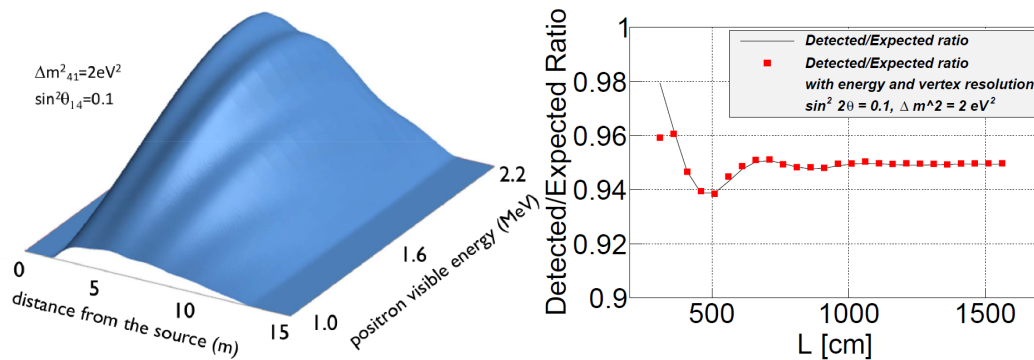 Δm²₄₁=2eV²
sin²θ₁₄=0.1
0
5
10
15
distance from the source (m)
1.0
1.6
2.2
positron visible energy (MeV)
Detected/Expected Ratio
1
0.98
0.96
0.94
0.92
0.9
Detected/Expected ratio
Detected/Expected ratio
with energy and vertex resolution
sin² 2θ = 0.1, Δ m^2 = 2 eV²
500
1000
1500
L [cm]